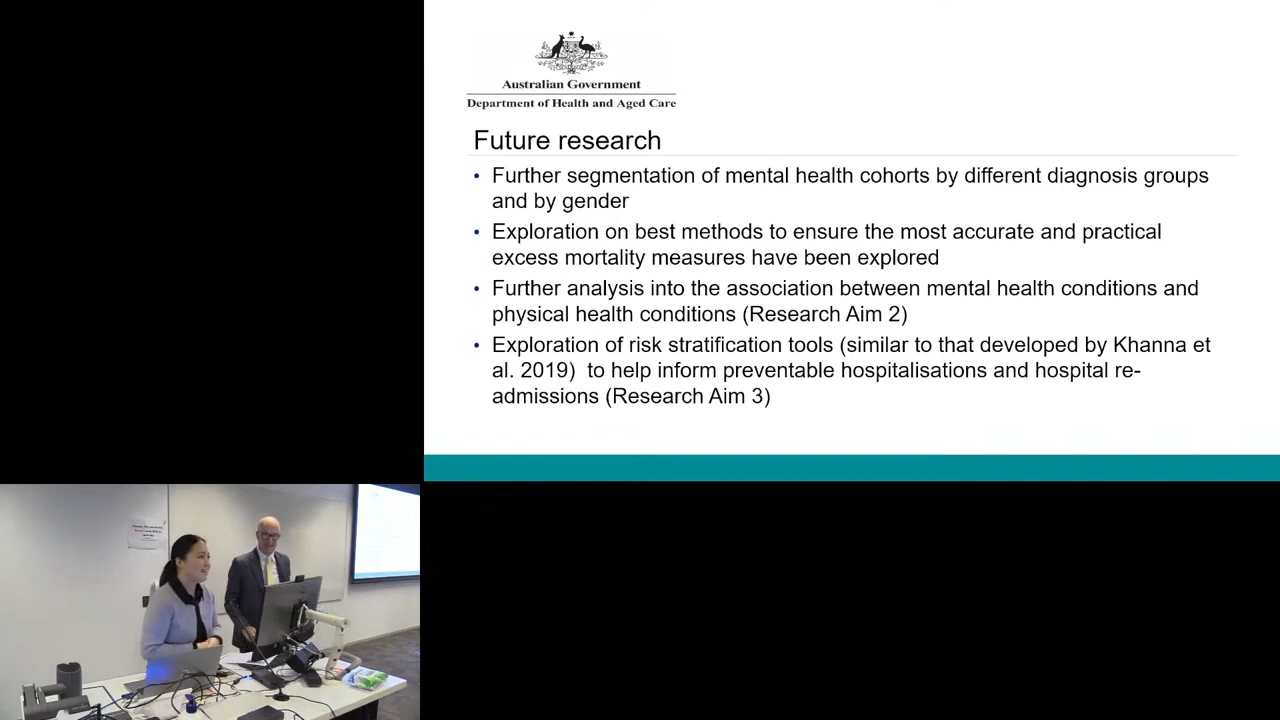 Australian Government
Department of Health and Aged Care
Future research
• Further segmentation of mental health cohorts by different diagnosis groups
and by gender
• Exploration on best methods to ensure the most accurate and practical
excess mortality measures have been explored
• Further analysis into the association between mental health conditions and
physical health conditions (Research Aim 2)
• Exploration of risk stratification tools (similar to that developed by Khanna et
al. 2019)  to help inform preventable hospitalisations and hospital re-
admissions (Research Aim 3)